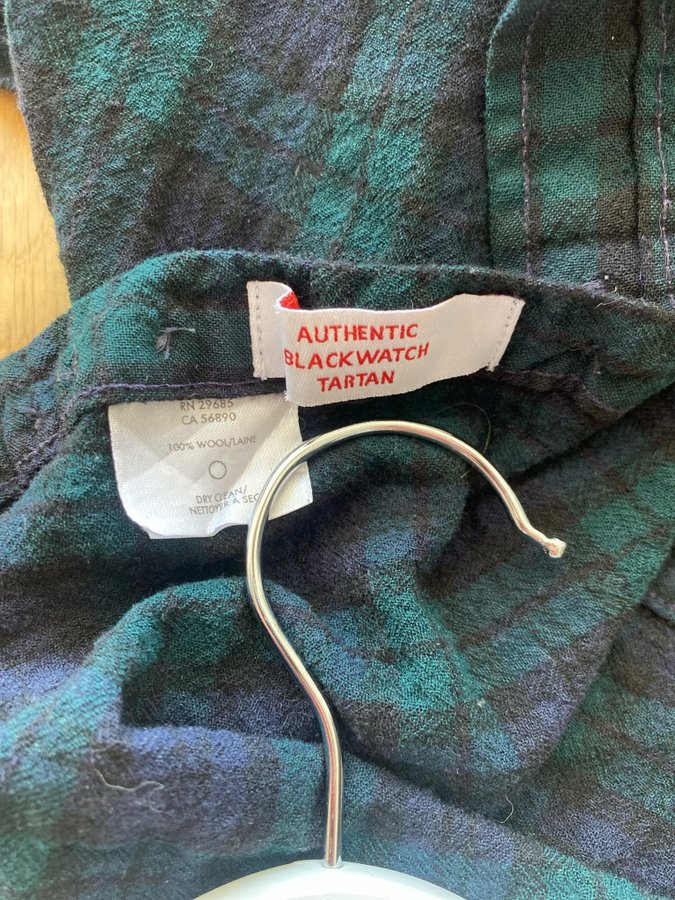 AUTHENTIC
BLACKWATCH
TARTAN
RN 29685
CA 56890
100% WOOL/LAINE
DRY CLEAN/
NETTOYER A SEC